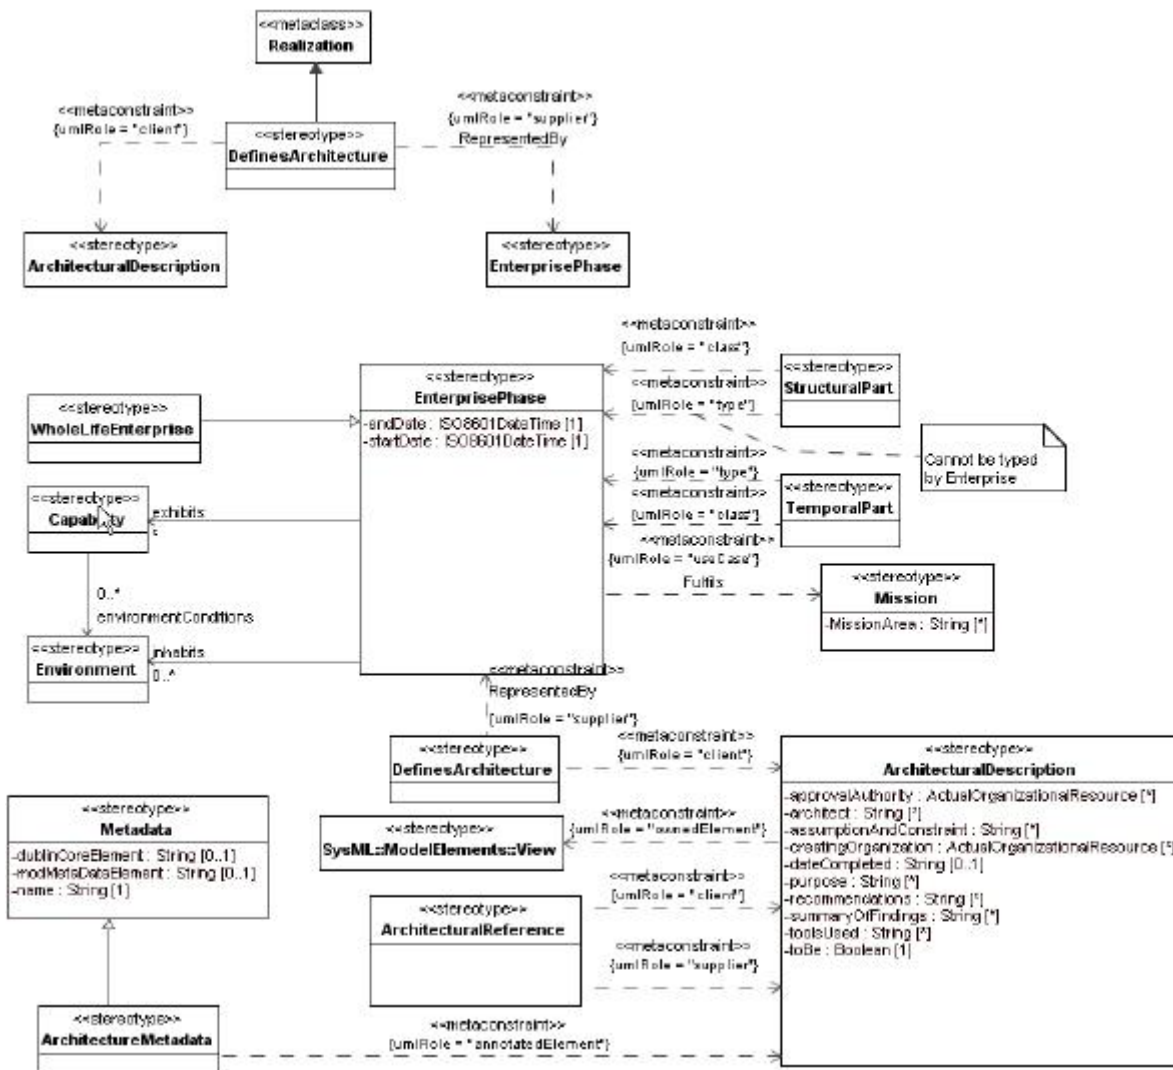 <<metaclass>>
Realization
<<metaconstraint>>
{umlRole = "client"}
<<metaconstraint>>
{umlRole = "supplier"}
RepresentedBy
<<stereotype>>
DefinesArchitecture
<<stereotype>>
ArchitecturalDescription
<<stereotype>>
EnterprisePhase
<<metaconstraint>>
{umlRole = "class"}
<<stereotype>>
StructuralPart
<<metaconstraint>>
{umlRole = "type"}
<<stereotype>>
EnterprisePhase
-endDate : ISO8601DateTime [1]
-startDate : ISO8601DateTime [1]
<<stereotype>>
WholeLifeEnterprise
Cannot be typed
by Enterprise
<<metaconstraint>>
{umlRole = "type"}
<<metaconstraint>>
{umlRole = "class"}
<<stereotype>>
TemporalPart
<<stereotype>>
exhibits
*
<<metaconstraint>>
{umlRole = "useCase"}
Fulfils
<<stereotype>>
Mission
-MissionArea : String [*]
0..*
environmentConditions
<<stereotype>>
Environment
inhabits
0..*
<<metaconstraint>>
RepresentedBy
{umlRole = "supplier"}
<<stereotype>>
DefinesArchitecture
<<metaconstraint>>
{umlRole = "client"}
<<stereotype>>
ArchitecturalDescription
-approvalAuthority : ActualOrganizationalResource [*]
-architect : String [*]
-assumptionAndConstraint : String [*]
-creatingOrganization : ActualOrganizationalResource [*]
-dateCompleted : String [0..1]
-purpose : String [*]
-recommendations : String [*]
-summaryOfFindings : String [*]
-toolsUsed : String [*]
-toBe : Boolean [1]
<<stereotype>>
Metadata
-dublinCoreElement : String [0..1]
-modMetaDataElement : String [0..1]
-name : String [1]
<<stereotype>>
SysML::ModelElements::View
<<metaconstraint>>
{umlRole = "ownedElement"}
<<metaconstraint>>
{umlRole = "client"}
<<stereotype>>
ArchitecturalReference
<<metaconstraint>>
{umlRole = "supplier"}
<<stereotype>>
ArchitectureMetadata
<<metaconstraint>>
{umlRole = "annotatedElement"}